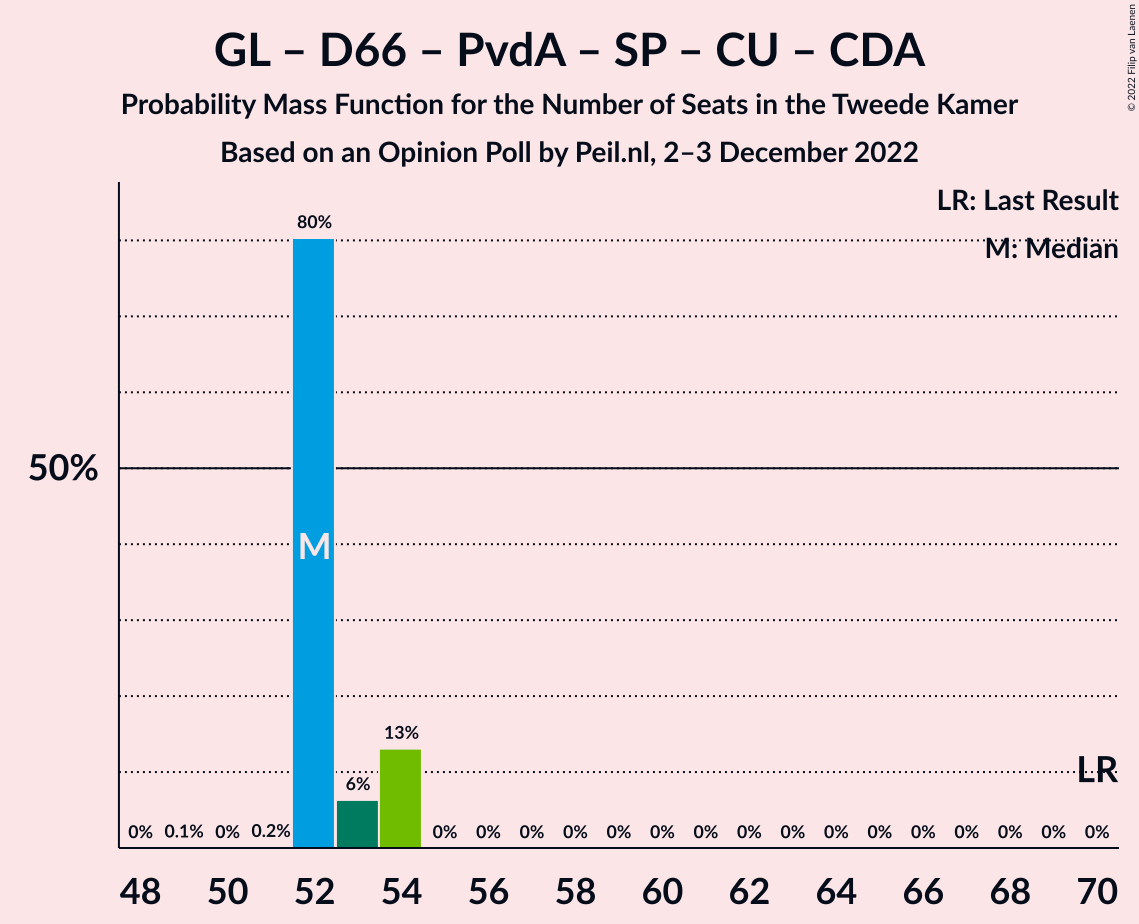 GL – D66 – PvdA – SP – CU – CDA
Probability Mass Function for the Number of Seats in the Tweede Kamer
Based on an Opinion Poll by Peil.nl, 2–3 December 2022
© 2022 Filip van Laenen
LR: Last Result
M: Median
80%
50%
M
13%
6%
LR
0% 0.1% 0% 0.2% 0% 0% 0% 0% 0% 0% 0% 0% 0% 0% 0% 0% 0% 0% 0% 0%
48 50 52 54 56 58 60 62 64 66 68 70